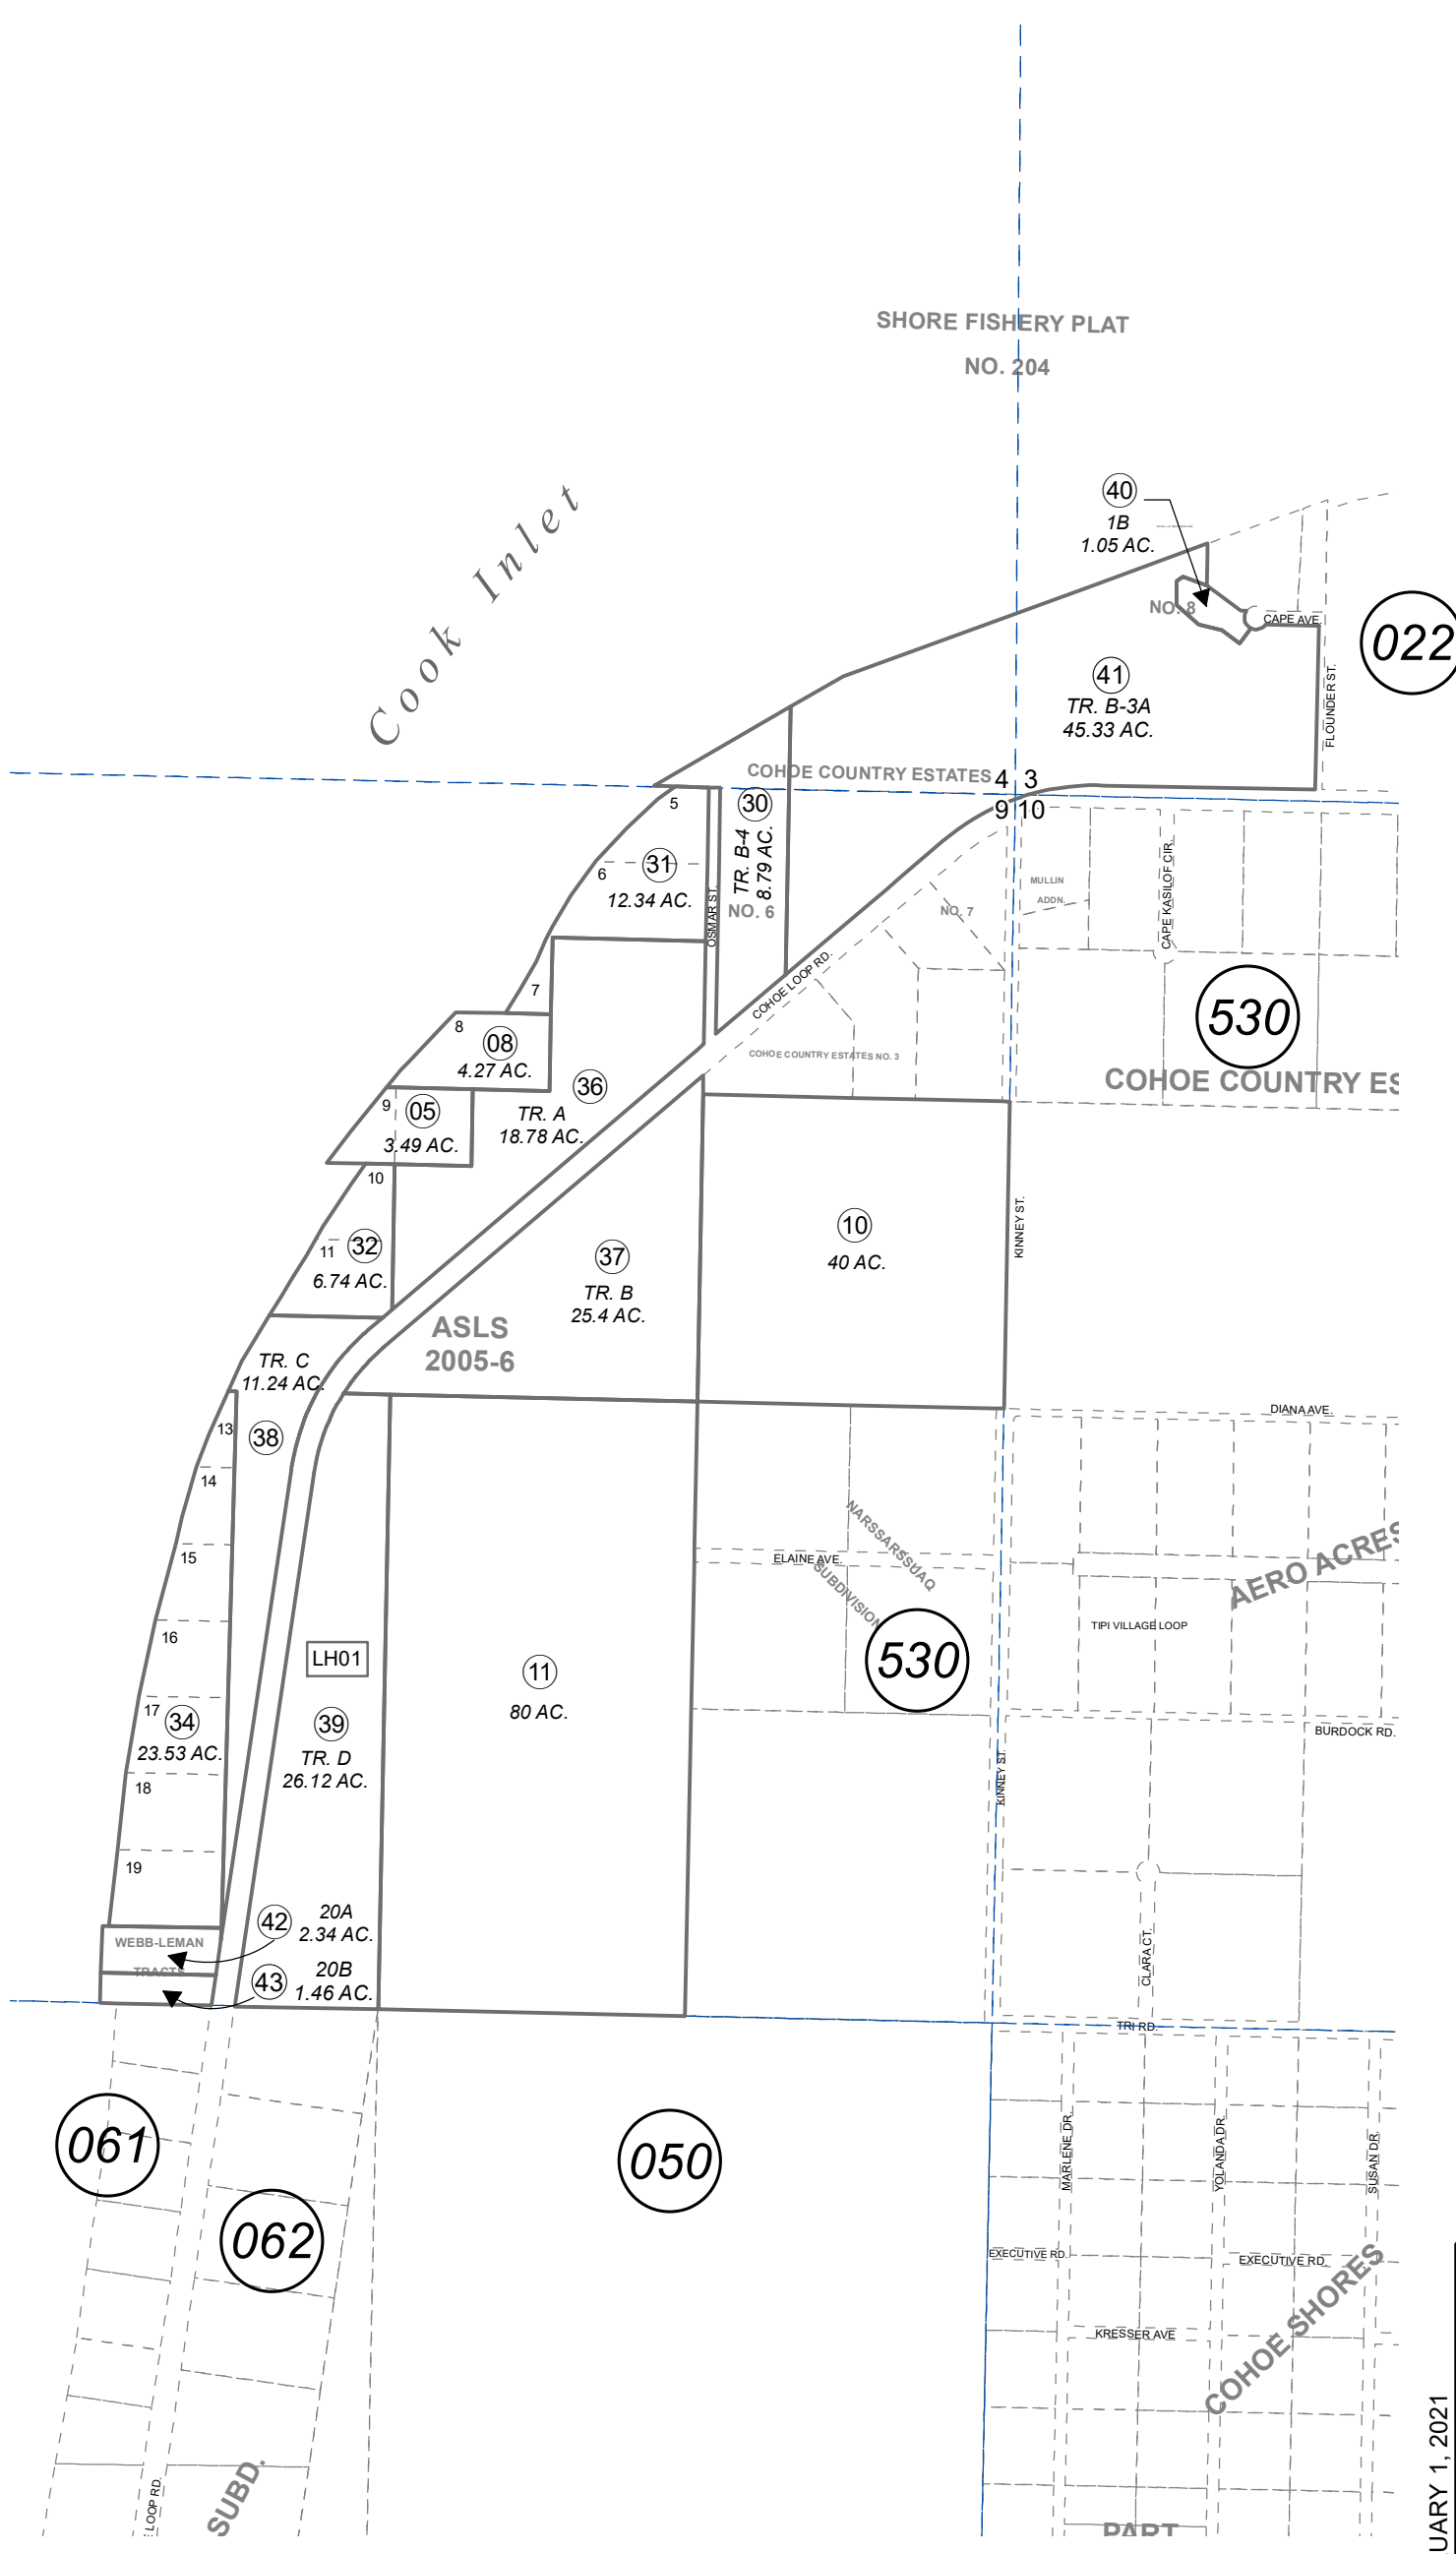 SHORE FISHERY PLAT
NO. 204
Cook Inlet
40
1B
1.05 AC.
NO. 8
CAPE AVE.
022
41
TR. B-3A
45.33 AC.
FLOUNDER ST.
COHOE COUNTRY ESTATES
4 3
9 10
5
30
TR. B-4
8.79 AC.
NO. 6
6
31
12.34 AC.
OSMAR ST.
NO. 7
MULLIN
ADDN.
CAPE KASILOF CIR.
COHOE LOOP RD.
7
530
8
08
4.27 AC.
COHOE COUNTRY ESTATES NO. 3
COHOE COUNTRY ES
36
TR. A
18.78 AC.
9
05
3.49 AC.
10
11
32
6.74 AC.
10
40 AC.
KINNEY ST.
37
TR. B
25.4 AC.
ASLS
2005-6
TR. C
11.24 AC.
38
DIANA AVE.
13
14
15
16
17
34
23.53 AC.
18
19
NARSSARSSUAQ
SUBDIVISION
ELAINE AVE.
530
AERO ACRES
TIPI VILLAGE LOOP
BURDOCK RD.
KINNEY ST.
LH01
39
TR. D
26.12 AC.
11
80 AC.
42
20A
2.34 AC.
43
20B
1.46 AC.
WEBB-LEMAN
TRACTS
CLARA CT.
TRI RD.
061
062
050
MARLENE DR.
YOLANDA DR.
SUSAN DR.
EXECUTIVE RD.
EXECUTIVE RD.
KRESSER AVE
COHOE SHORES
PART
SUBD.
LOOP RD.
UARY 1, 2021